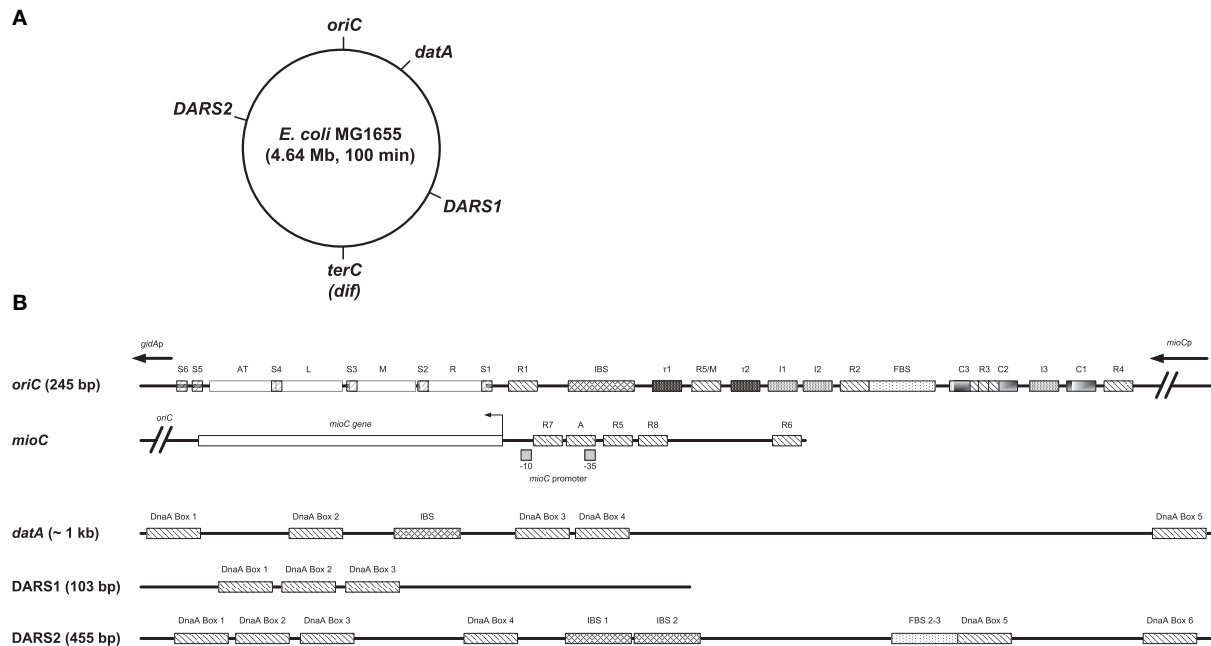 A
oriC
datA
DARS2
E. coli MG1655
(4.64 Mb, 100 min)
DARS1
terC
(dif)
B
gidAp
mioCp
S6 S5 AT S4 L S3 M S2 R S1 R1 IBS τ1 R5/M τ2 I1 I2 R2 FBS C3 R3 C2 I3 C1 R4
oriC (245 bp)
oriC
mioC gene
R7 A R5 R8 R6
mioC
-10 -35
mioC promoter
DnaA Box 1 DnaA Box 2 IBS DnaA Box 3 DnaA Box 4 DnaA Box 5
datA (~ 1 kb)
DnaA Box 1 DnaA Box 2 DnaA Box 3
DARS1 (103 bp)
DnaA Box 1 DnaA Box 2 DnaA Box 3 DnaA Box 4 IBS 1 IBS 2 FBS 2-3 DnaA Box 5 DnaA Box 6
DARS2 (455 bp)